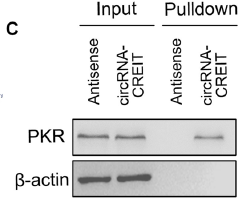 C
Input Pulldown
Antisense
circRNA-
CREIT
Antisense
circRNA-
CREIT
PKR
β-actin